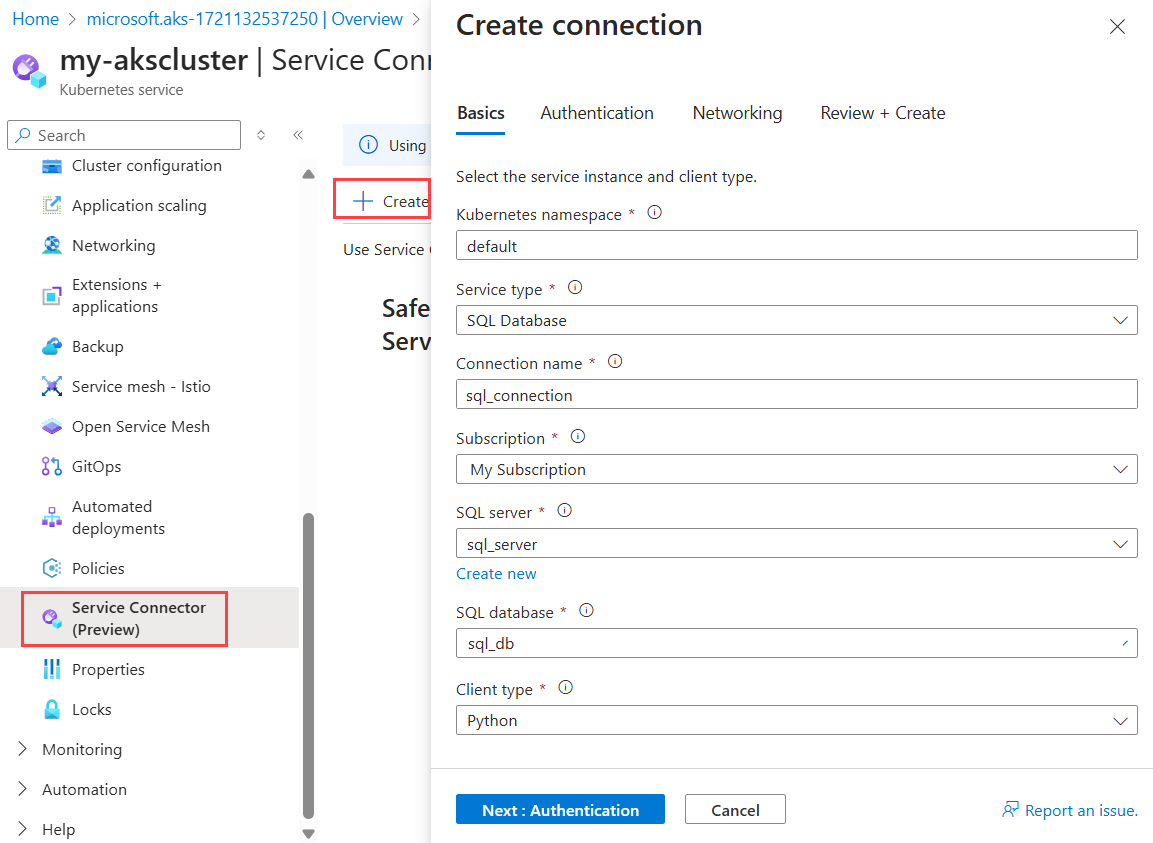 Home > microsoft.aks-1721132537250 | Overview >
my-akscluster | Service Conn
Kubernetes service
Search
Cluster configuration
Application scaling
Networking
Extensions +
applications
Backup
Service mesh - Istio
Open Service Mesh
GitOps
Automated
deployments
Policies
Service Connector
(Preview)
Properties
Locks
Monitoring
Automation
Help
Using
Create
Use Service
Safe
Serv
Create connection
Basics Authentication Networking Review + Create
Select the service instance and client type.
Kubernetes namespace *
default
Service type *
SQL Database
Connection name *
sql_connection
Subscription *
My Subscription
SQL server *
sql_server
Create new
SQL database *
sql_db
Client type *
Python
Next : Authentication Cancel Report an issue.